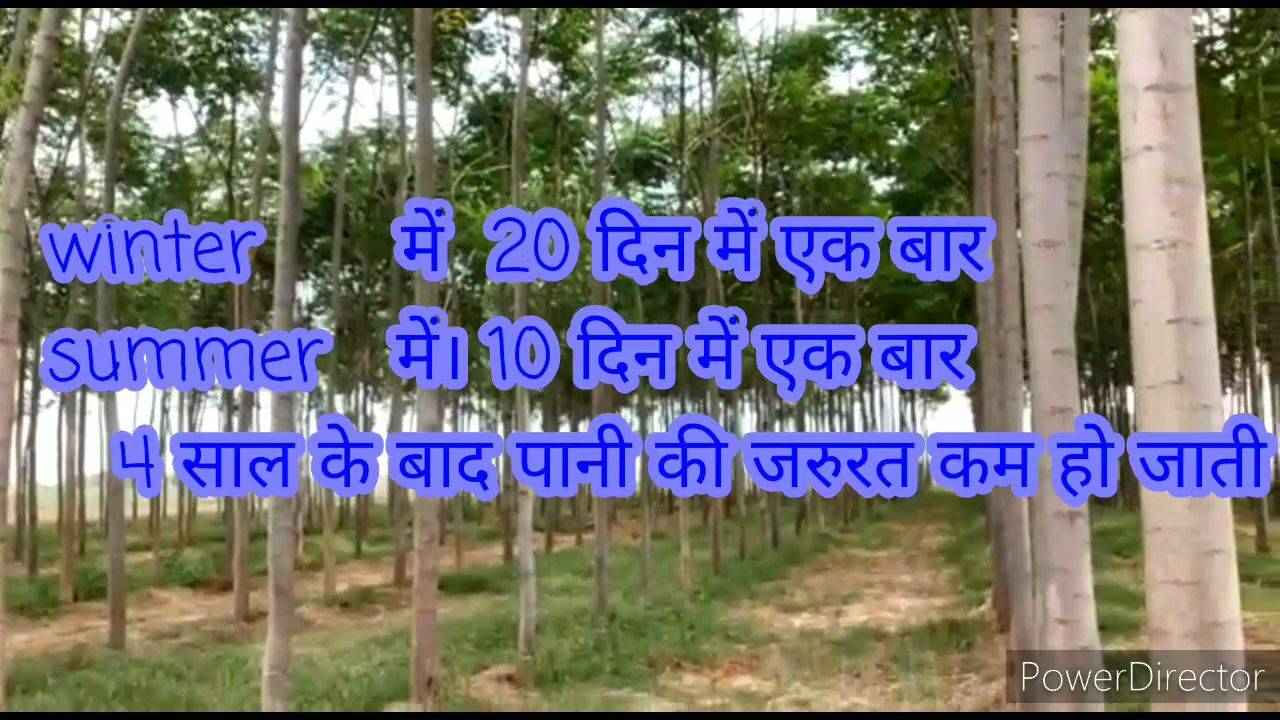 winter में 20 दिन में एक बार
summer में। 10 दिन में एक बार
4 साल के बाद पानी की जरुरत कम हो जाती
PowerDirector